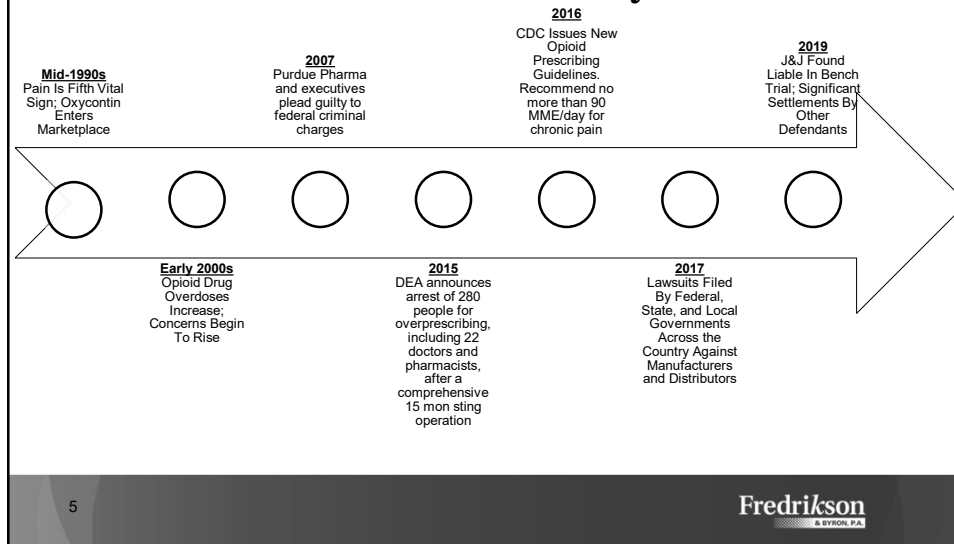 Mid-1990s
Pain Is Fifth Vital
Sign; Oxycontin
Enters
Marketplace
Early 2000s
Opioid Drug
Overdoses
Increase;
Concerns Begin
To Rise
2007
Purdue Pharma
and executives
plead guilty to
federal criminal
charges
2015
DEA announces
arrest of 280
people for
overprescribing,
including 22
doctors and
pharmacists,
after a
comprehensive
15 mon sting
operation
2016
CDC Issues New
Opioid
Prescribing
Guidelines.
Recommend no
more than 90
MME/day for
chronic pain
2017
Lawsuits Filed
By Federal,
State, and Local
Governments
Across the
Country Against
Manufacturers
and Distributors
2019
J&J Found
Liable In Bench
Trial; Significant
Settlements By
Other
Defendants
5
Fredrikson
& BYRON, P.A.